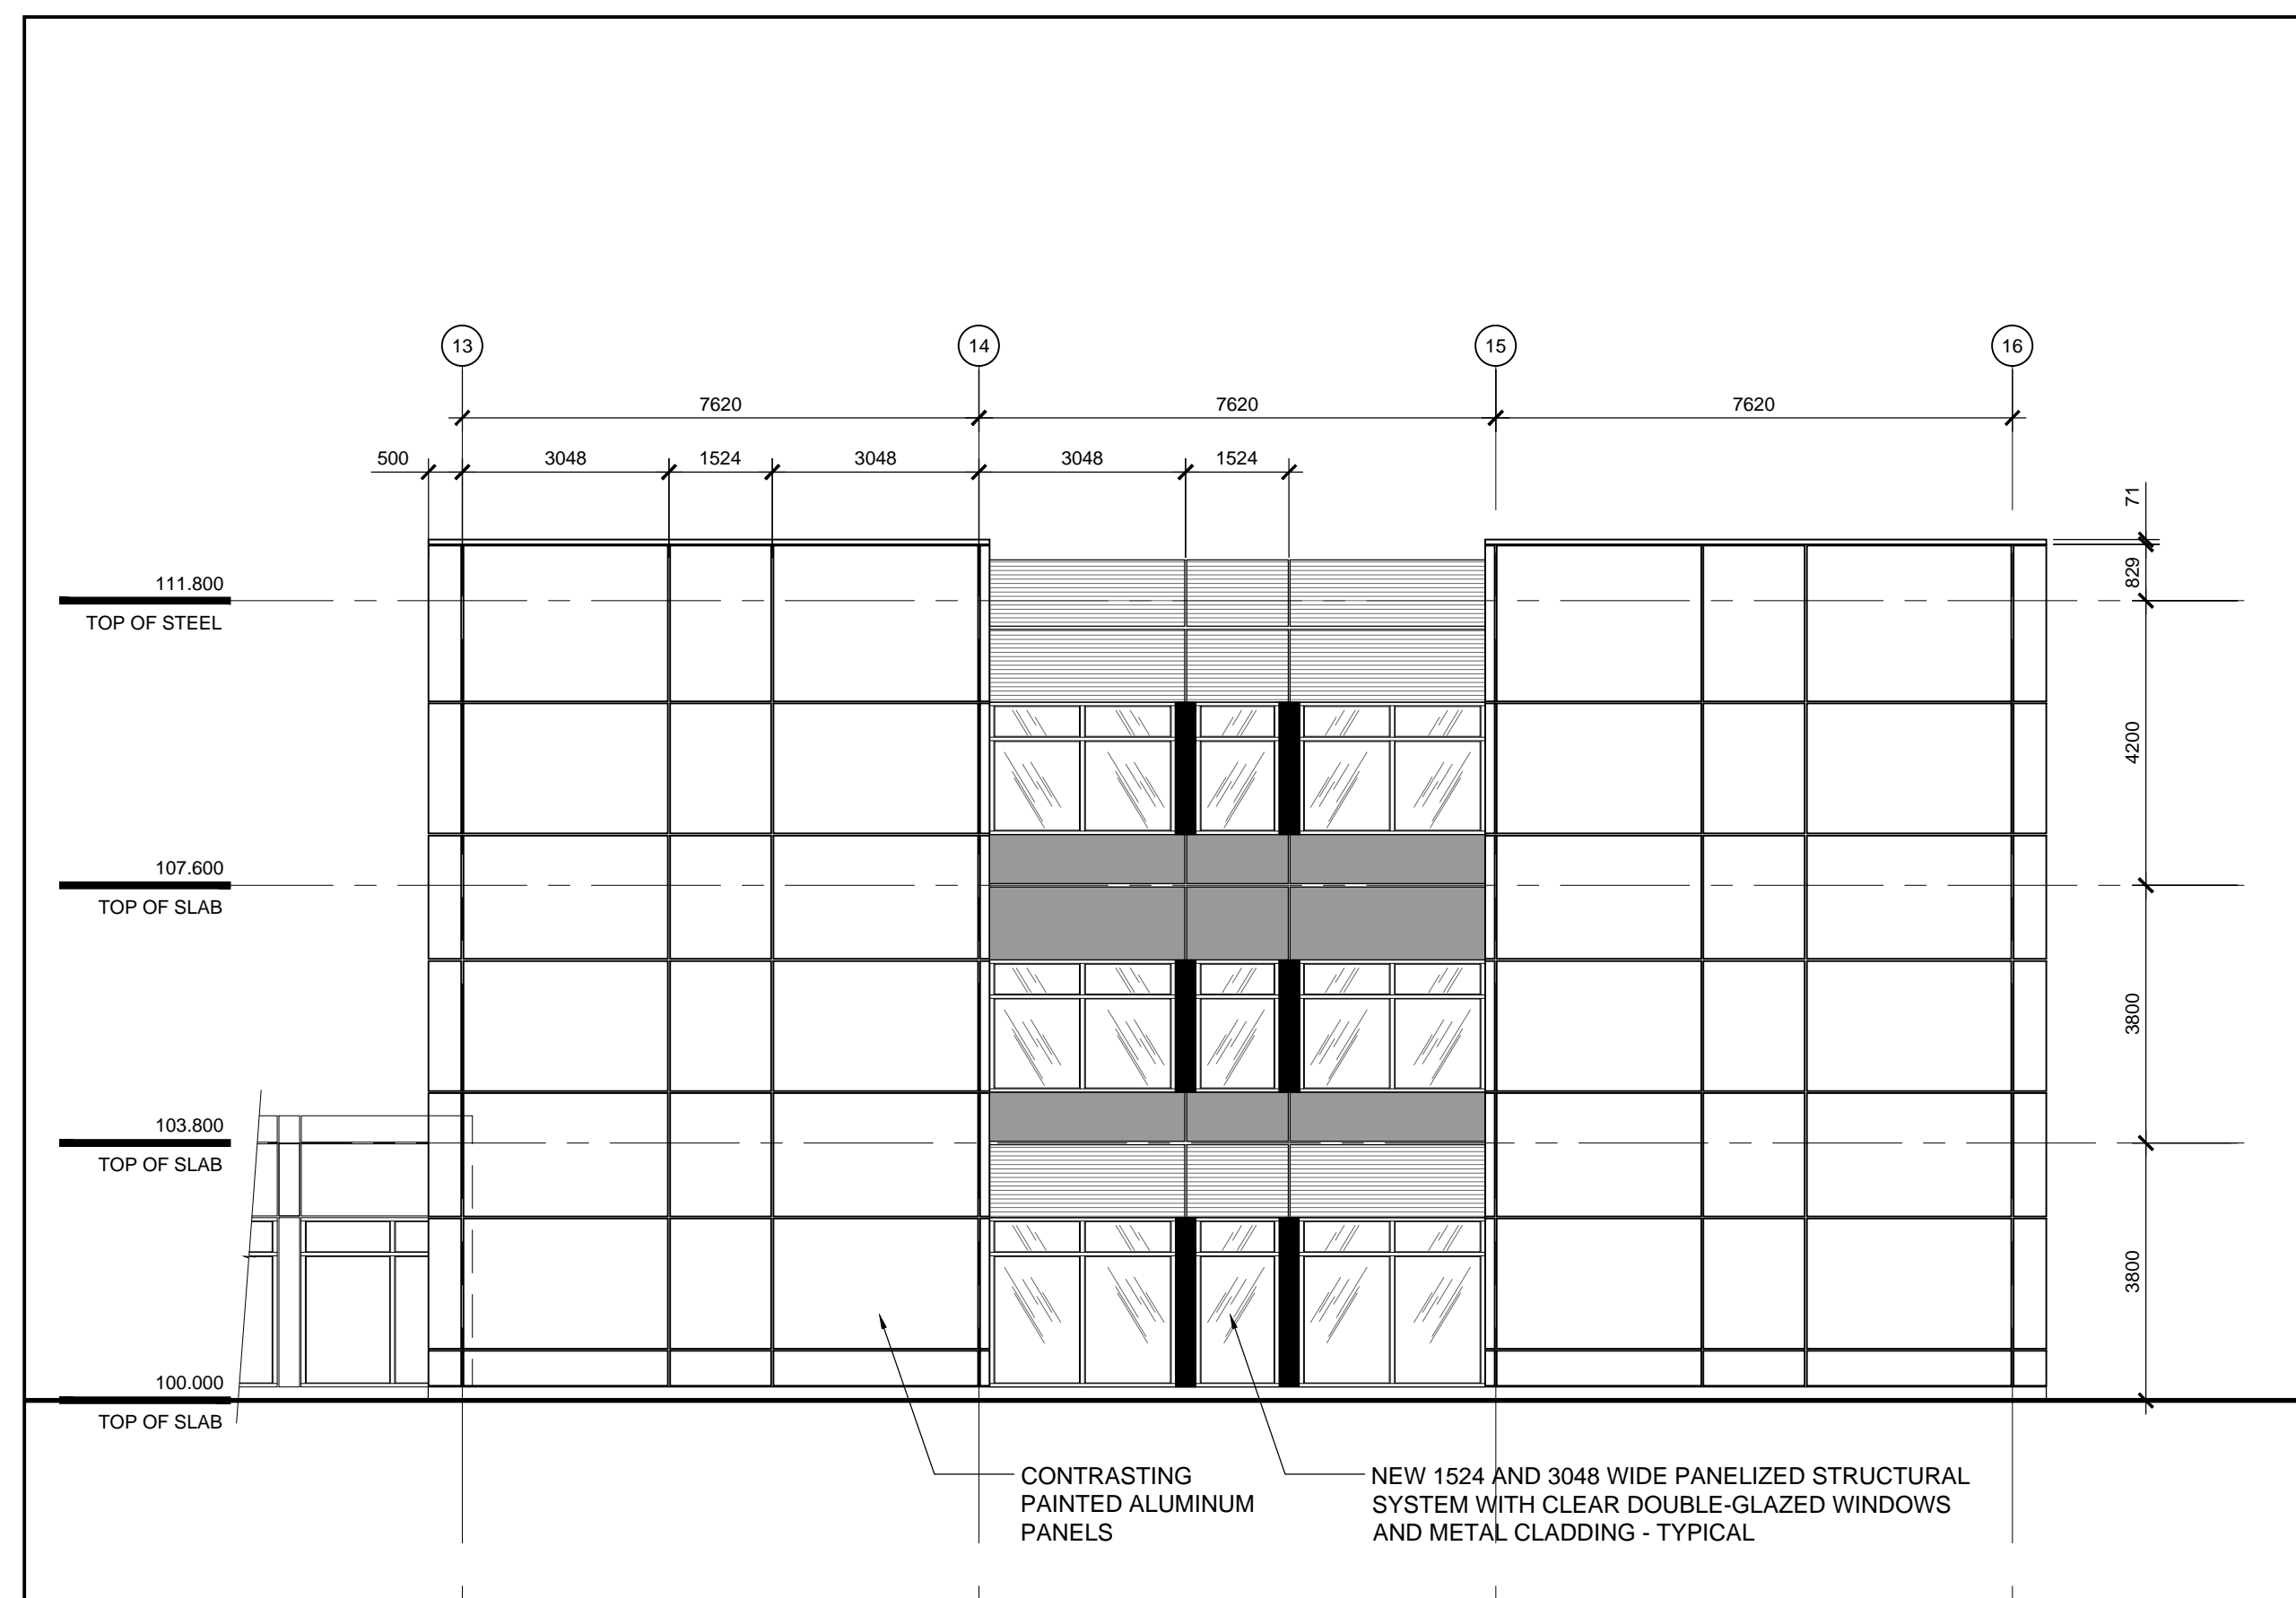 13 14 15 16
7620 7620 7620
500 3048 1524 3048 3048 1524
71
829
111.800
TOP OF STEEL
4200
107.600
TOP OF SLAB
3800
103.800
TOP OF SLAB
3800
100.000
TOP OF SLAB
CONTRASTING
PAINTED ALUMINUM
PANELS
NEW 1524 AND 3048 WIDE PANELIZED STRUCTURAL
SYSTEM WITH CLEAR DOUBLE-GLAZED WINDOWS
AND METAL CLADDING - TYPICAL